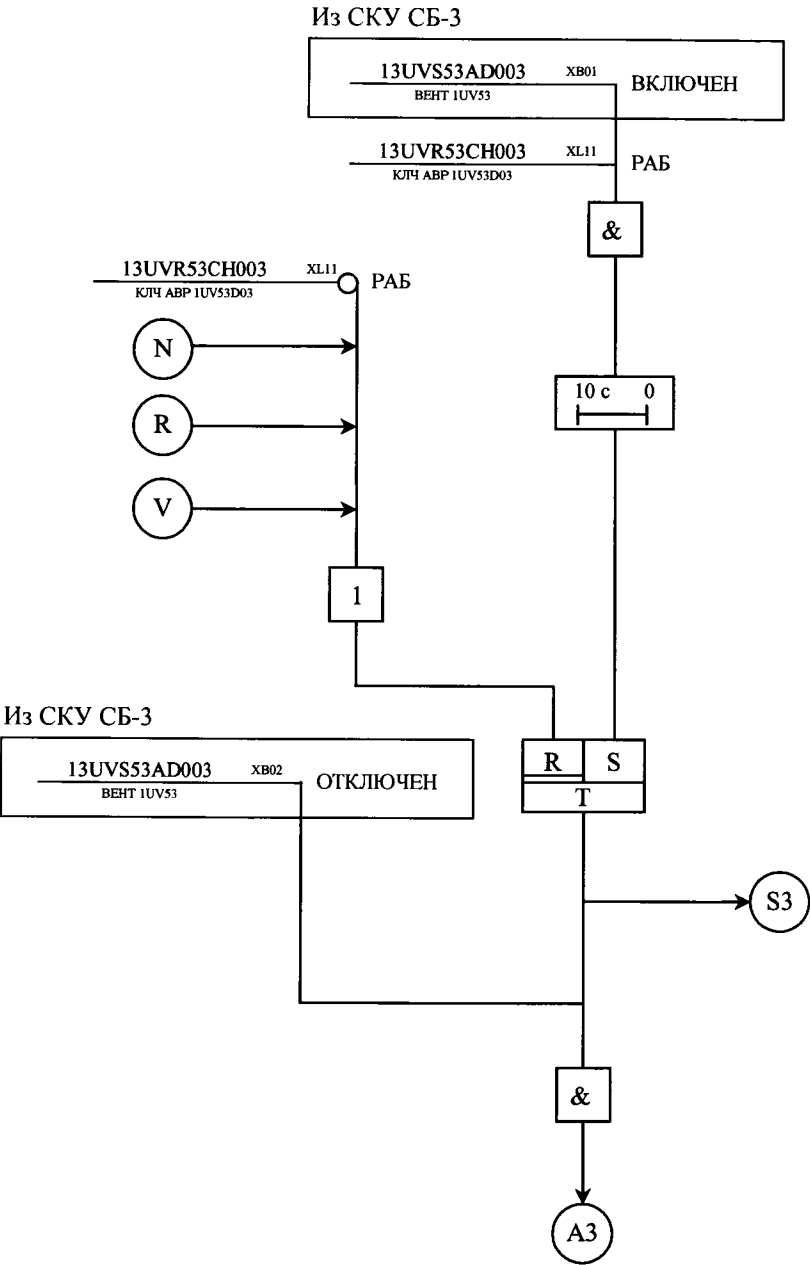 Из СКУ СБ-3
13UVS53AD003 XB01 ВКЛЮЧЕН
ВЕНТ 1UV53
13UVR53CH003 XL11 РАБ
КЛЧ АВР 1UV53D03
&
13UVR53CH003 XL11 РАБ
КЛЧ АВР 1UV53D03
N
10 с 0
R
V
1
Из СКУ СБ-3
R S
13UVS53AD003 XB02 ОТКЛЮЧЕН
ВЕНТ 1UV53
T
S3
&
A3